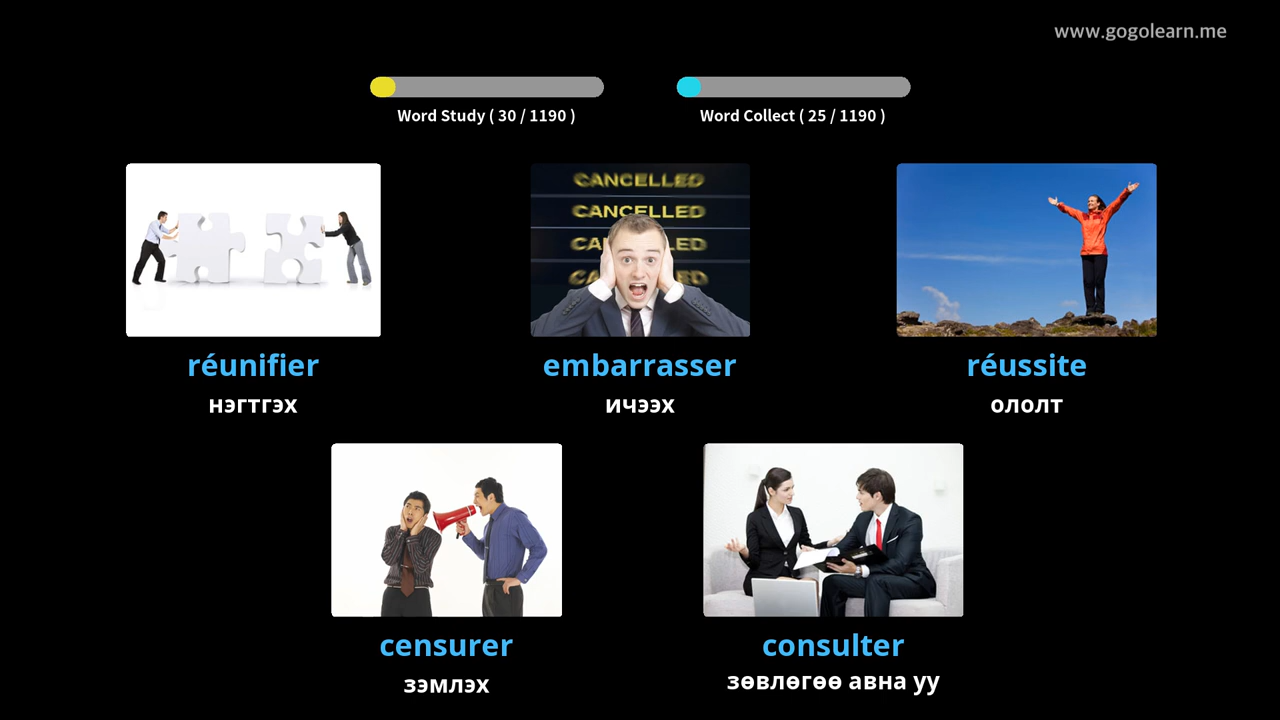 www.gogolearn.me
Word Study ( 30 / 1190 )
Word Collect ( 25 / 1190 )
CANCELLED
CANCELLED
réunifier
embarrasser
réussite
нэгтгэх
ичээх
ололт
censurer
consulter
зэмлэх
зөвлөгөө авна уу